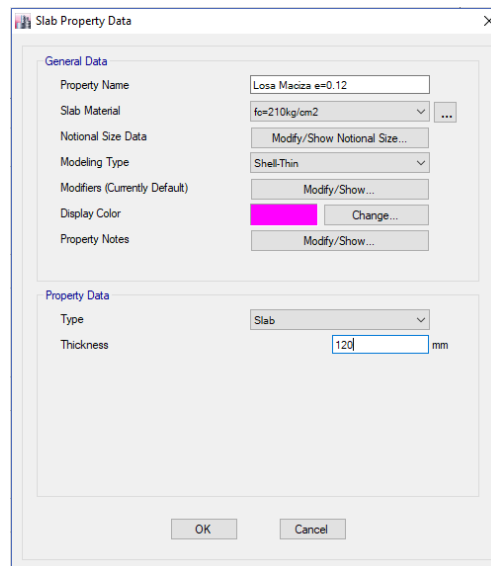 Slab Property Data
General Data
Property Name Losa Maciza e=0.12
Slab Material fc=210kg/cm2 ...
Notional Size Data Modify/Show Notional Size...
Modeling Type Shell-Thin
Modifiers (Currently Default) Modify/Show...
Display Color Change...
Property Notes Modify/Show...
Property Data
Type Slab
Thickness 120 mm
OK Cancel